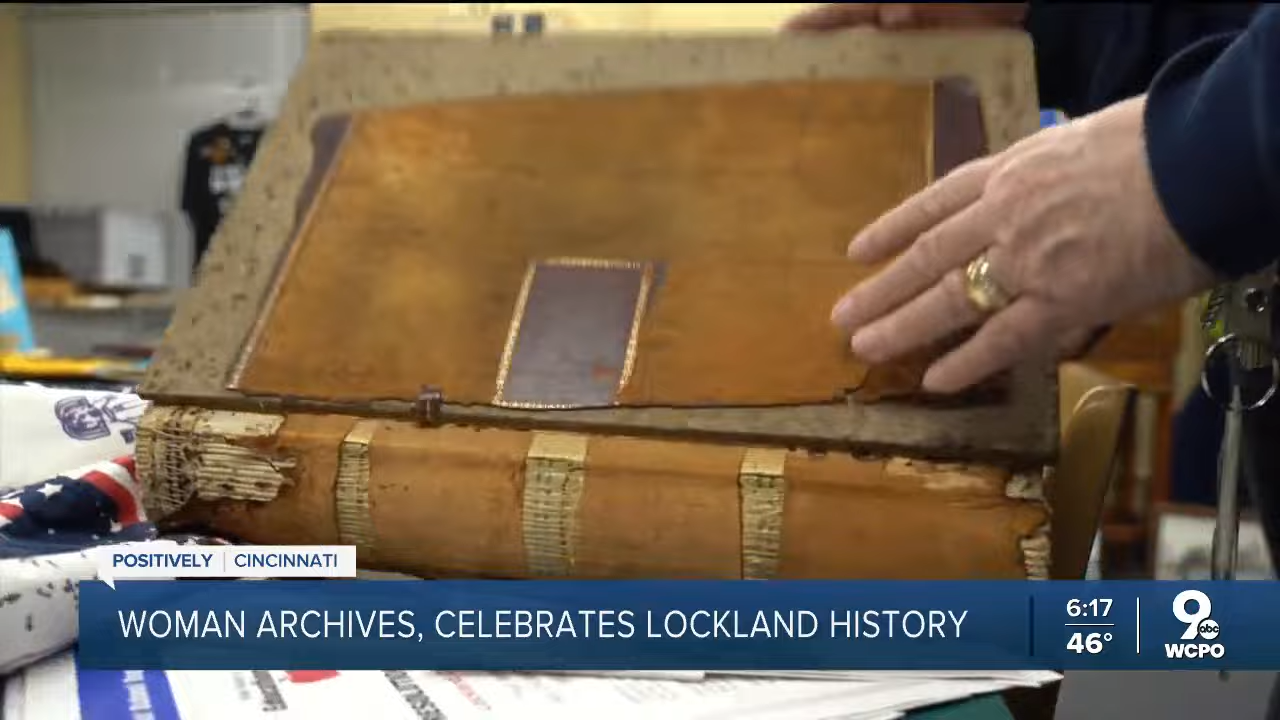 POSITIVELY | CINCINNATI
WOMAN ARCHIVES, CELEBRATES LOCKLAND HISTORY
6:17
46°
9
abc
WCPO